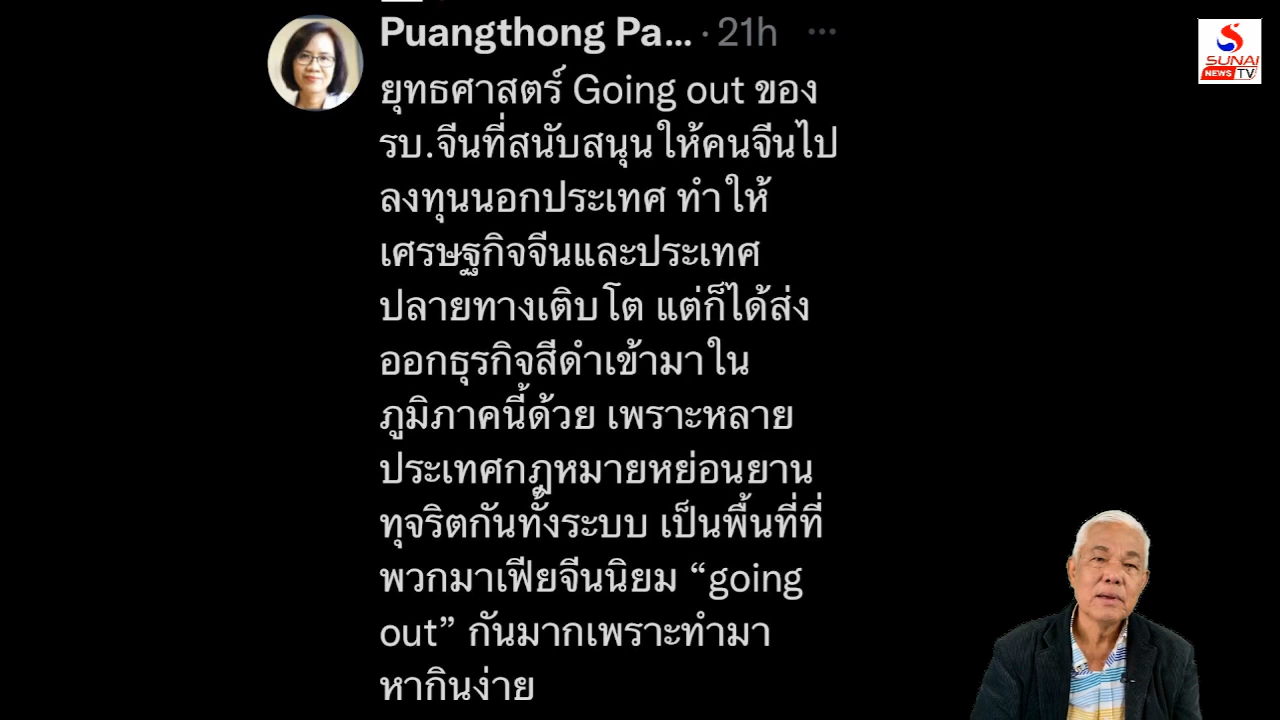 Puangthong Pa... · 21h ...
ยุทธศาสตร์ Going out ของ
รบ.จีนที่สนับสนุนให้คนจีนไป
ลงทุนนอกประเทศ ทำให้
เศรษฐกิจจีนและประเทศ
ปลายทางเติบโต แต่ก็ได้ส่ง
ออกธุรกิจสีดำเข้ามาใน
ภูมิภาคนี้ด้วย เพราะหลาย
ประเทศกฎหมายหย่อนยาน
ทุจริตกันทั้งระบบ เป็นพื้นที่ที่
พวกมาเฟียจีนนิยม “going
out” กันมากเพราะทำมา
หากินง่าย
SUNAI
NEWS TV